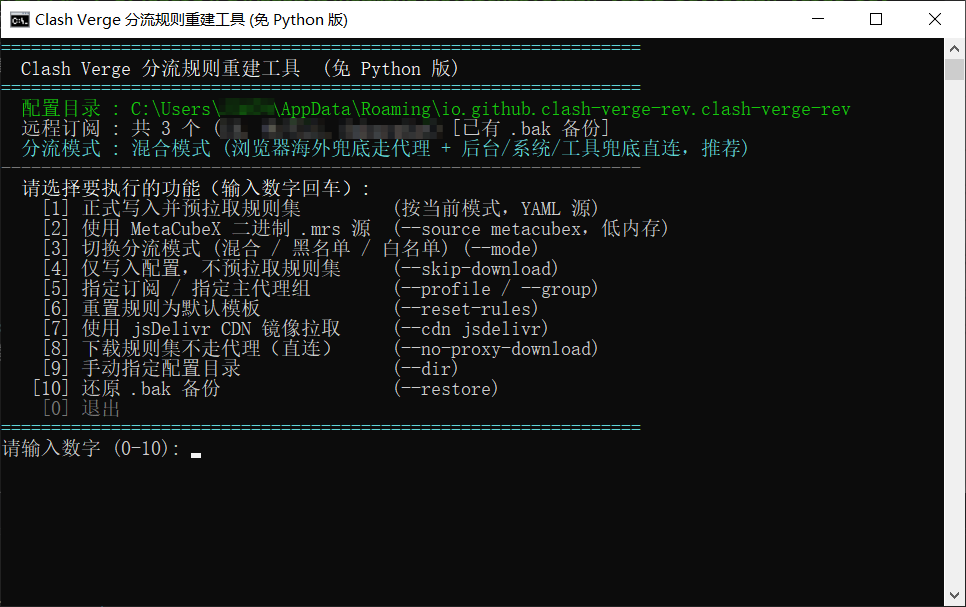 Clash Verge 分流规则重建工具 (免 Python 版)
================================================================
Clash Verge 分流规则重建工具 （免 Python 版）
================================================================
配置目录 : C:\Users\ \AppData\Roaming\io.github.clash-verge-rev.clash-verge-rev
远程订阅 : 共 3 个 ( [已有 .bak 备份]
分流模式 : 混合模式 (浏览器海外兜底走代理 + 后台/系统/工具兜底直连，推荐)
----------------------------------------------------------------
请选择要执行的功能（输入数字回车）:
[1] 正式写入并预拉取规则集 (按当前模式，YAML 源)
[2] 使用 MetaCubeX 二进制 .mrs 源 (--source metacubex，低内存)
[3] 切换分流模式 (混合 / 黑名单 / 白名单) (--mode)
[4] 仅写入配置，不预拉取规则集 (--skip-download)
[5] 指定订阅 / 指定主代理组 (--profile / --group)
[6] 重置规则为默认模板 (--reset-rules)
[7] 使用 jsDelivr CDN 镜像拉取 (--cdn jsdelivr)
[8] 下载规则集不走代理（直连） (--no-proxy-download)
[9] 手动指定配置目录 (--dir)
[10] 还原 .bak 备份 (--restore)
[0] 退出
================================================================
请输入数字 (0-10):